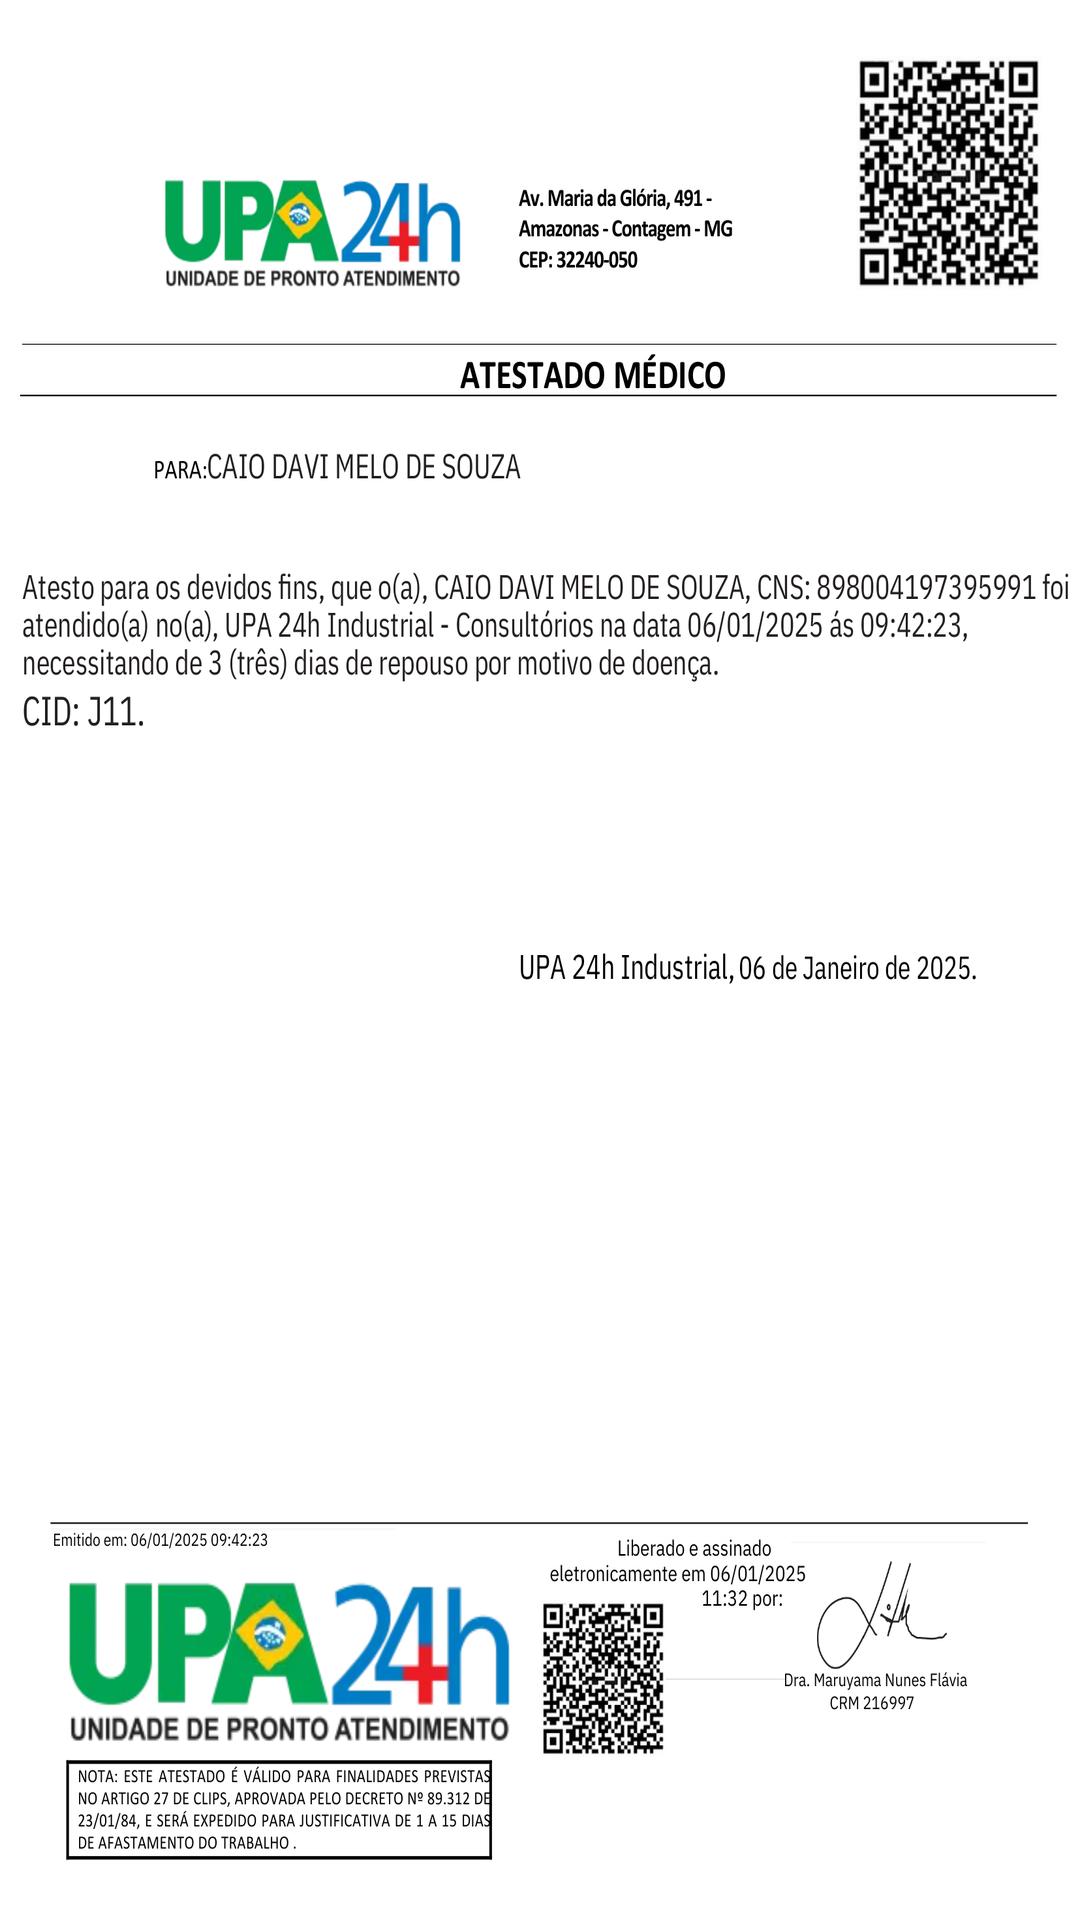 UPA 24h
UNIDADE DE PRONTO ATENDIMENTO
Av. Maria da Glória, 491 -
Amazonas - Contagem - MG
CEP: 32240-050
ATESTADO MÉDICO
PARA:CAIO DAVI MELO DE SOUZA
Atesto para os devidos fins, que o(a), CAIO DAVI MELO DE SOUZA, CNS: 898004197395991 foi
atendido(a) no(a), UPA 24h Industrial - Consultórios na data 06/01/2025 ás 09:42:23,
necessitando de 3 (três) dias de repouso por motivo de doença.
CID: J11.
UPA 24h Industrial, 06 de Janeiro de 2025.
Emitido em: 06/01/2025 09:42:23
UPA 24h
UNIDADE DE PRONTO ATENDIMENTO
Liberado e assinado
eletronicamente em 06/01/2025
11:32 por:
Dra. Maruyama Nunes Flávia
CRM 216997
NOTA: ESTE ATESTADO É VÁLIDO PARA FINALIDADES PREVISTAS
NO ARTIGO 27 DE CLIPS, APROVADA PELO DECRETO Nº 89.312 DE
23/01/84, E SERÁ EXPEDIDO PARA JUSTIFICATIVA DE 1 A 15 DIAS
DE AFASTAMENTO DO TRABALHO .